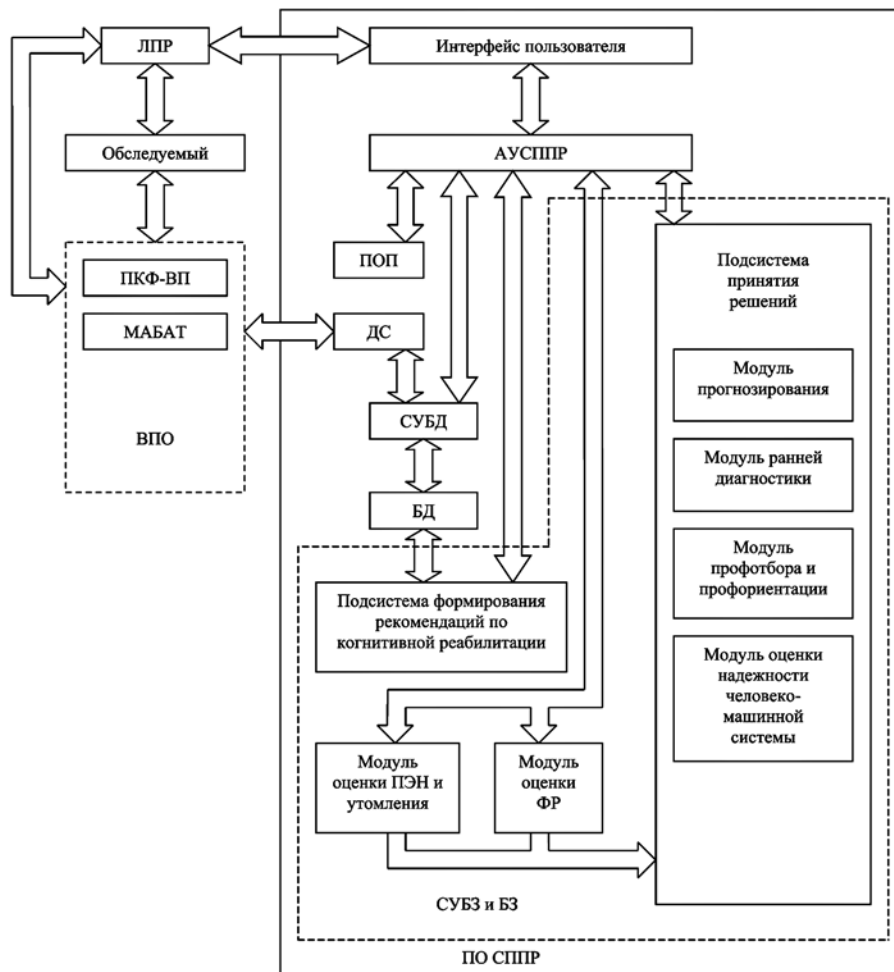 ЛПР
Интерфейс пользователя
Обследуемый
АУСППР
ПКФ-ВП
МАБАТ
ВПО
ПОП
ДС
СУБД
БД
Подсистема формирования
рекомендаций по
когнитивной реабилитации
Подсистема
принятия
решений
Модуль
прогнозирования
Модуль ранней
диагностики
Модуль
профотбора и
профориентации
Модуль оценки
надежности
человеко-
машинной
системы
Модуль
оценки ПЭН и
утомления
Модуль
оценки
ФР
СУБЗ и БЗ
ПО СППР